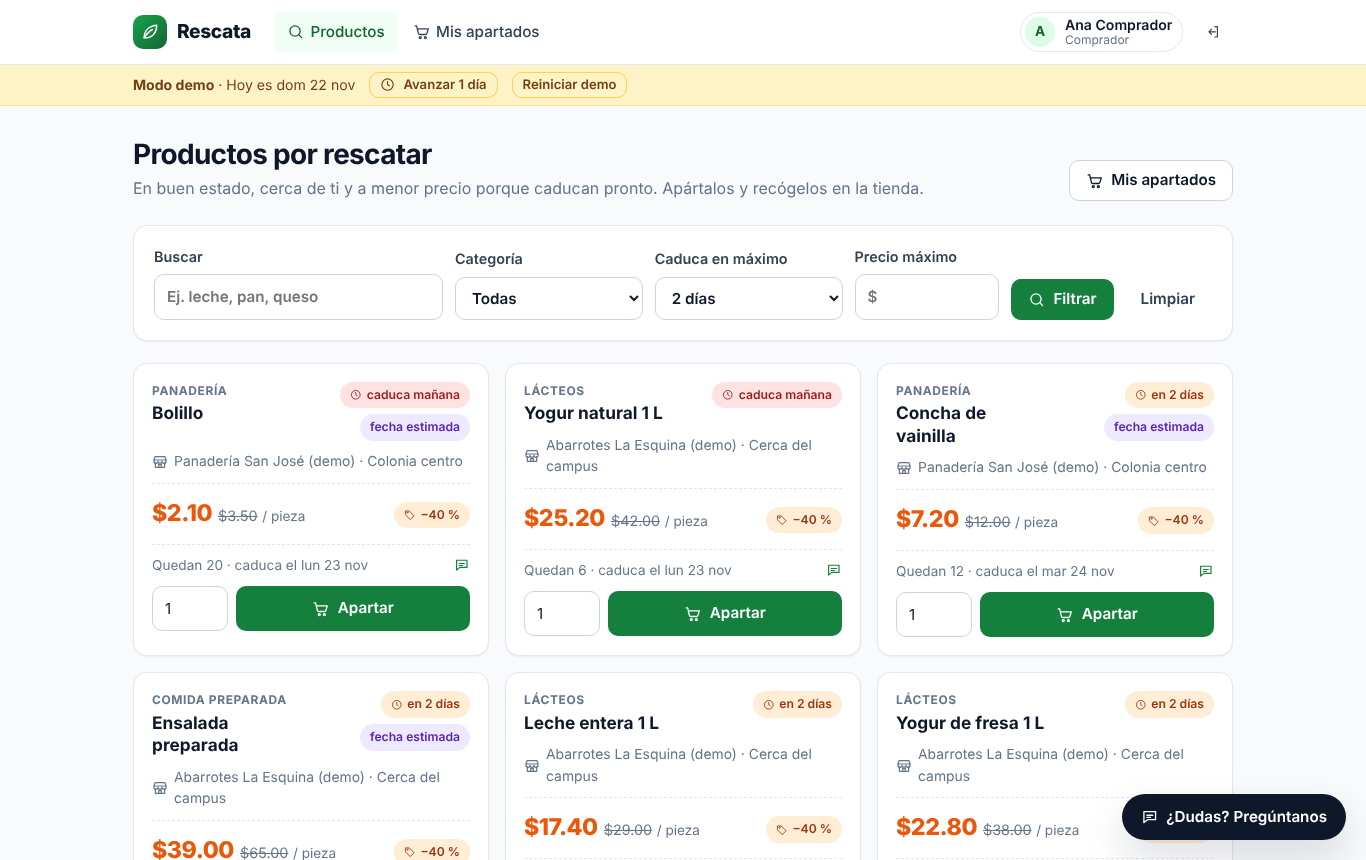 Rescata
Productos
Mis apartados
A
Ana Comprador
Comprador
Modo demo · Hoy es dom 22 nov
Avanzar 1 día
Reiniciar demo
Productos por rescatar
En buen estado, cerca de ti y a menor precio porque caducan pronto. Apártalos y recógelos en la tienda.
Mis apartados
Buscar
Ej. leche, pan, queso
Categoría
Todas
Caduca en máximo
2 días
Precio máximo
$
Filtrar
Limpiar
PANADERÍA
Bolillo
caduca mañana
fecha estimada
Panadería San José (demo) · Colonia centro
$2.10 $3.50 / pieza
−40 %
Quedan 20 · caduca el lun 23 nov
1
Apartar
LÁCTEOS
Yogur natural 1 L
caduca mañana
Abarrotes La Esquina (demo) · Cerca del
campus
$25.20 $42.00 / pieza
−40 %
Quedan 6 · caduca el lun 23 nov
1
Apartar
PANADERÍA
Concha de
vainilla
en 2 días
fecha estimada
Panadería San José (demo) · Colonia centro
$7.20 $12.00 / pieza
−40 %
Quedan 12 · caduca el mar 24 nov
1
Apartar
COMIDA PREPARADA
Ensalada
preparada
en 2 días
fecha estimada
Abarrotes La Esquina (demo) · Cerca del
campus
$39.00 $65.00 / pieza
−40 %
LÁCTEOS
Leche entera 1 L
en 2 días
Abarrotes La Esquina (demo) · Cerca del
campus
$17.40 $29.00 / pieza
−40 %
LÁCTEOS
Yogur de fresa 1 L
en 2 días
Abarrotes La Esquina (demo) · Cerca del
campus
$22.80 $38.00 / pieza
¿Dudas? Pregúntanos